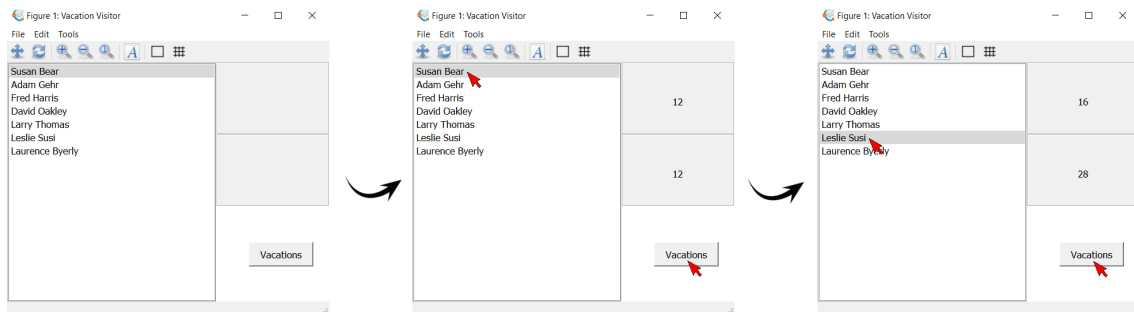 Figure 1: Vacation Visitor
File Edit Tools
A
Susan Bear
Adam Gehr
Fred Harris
David Oakley
Larry Thomas
Leslie Susi
Laurence Byerly
Vacations
Figure 1: Vacation Visitor
File Edit Tools
A
Susan Bear
Adam Gehr
Fred Harris
David Oakley
Larry Thomas
Leslie Susi
Laurence Byerly
12
12
Vacations
Figure 1: Vacation Visitor
File Edit Tools
A
Susan Bear
Adam Gehr
Fred Harris
David Oakley
Larry Thomas
Leslie Susi
Laurence Byerly
16
28
Vacations